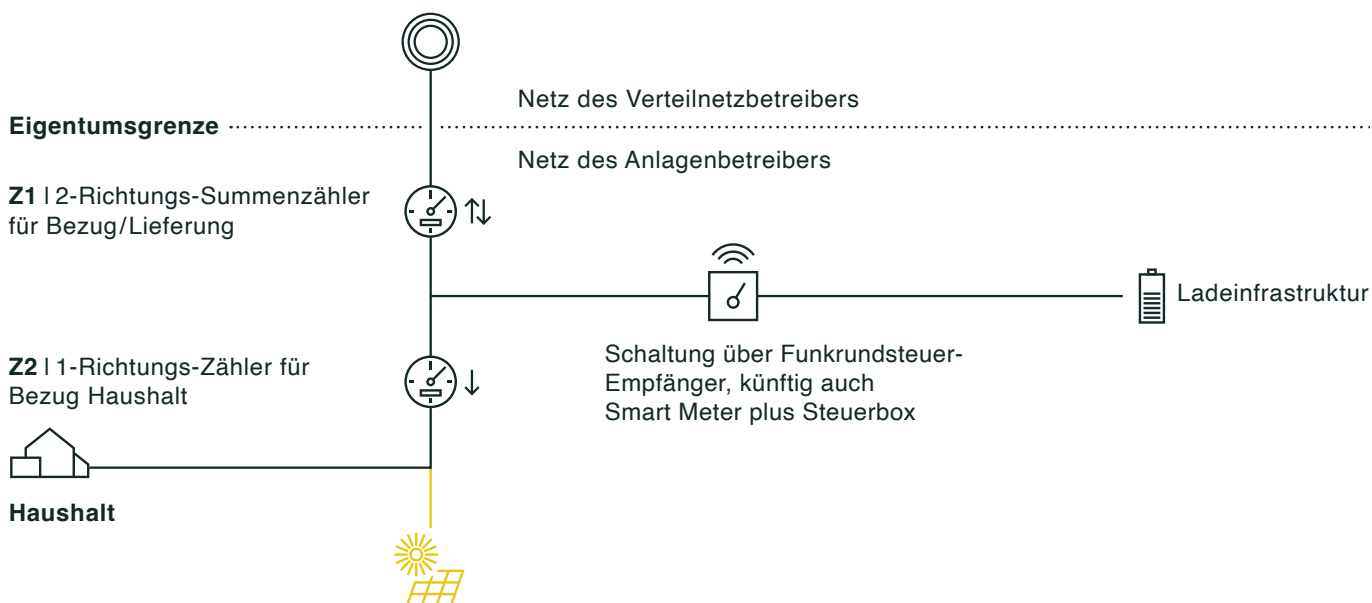 Netz des Verteilnetzbetreibers
Eigentumsgrenze
Netz des Anlagenbetreibers
Z1 | 2-Richtungs-Summenzähler
für Bezug/Lieferung
Ladeinfrastruktur
Z2 | 1-Richtungs-Zähler für
Bezug Haushalt
Schaltung über Funkrundsteuer-
Empfänger, künftig auch
Smart Meter plus Steuerbox
Haushalt